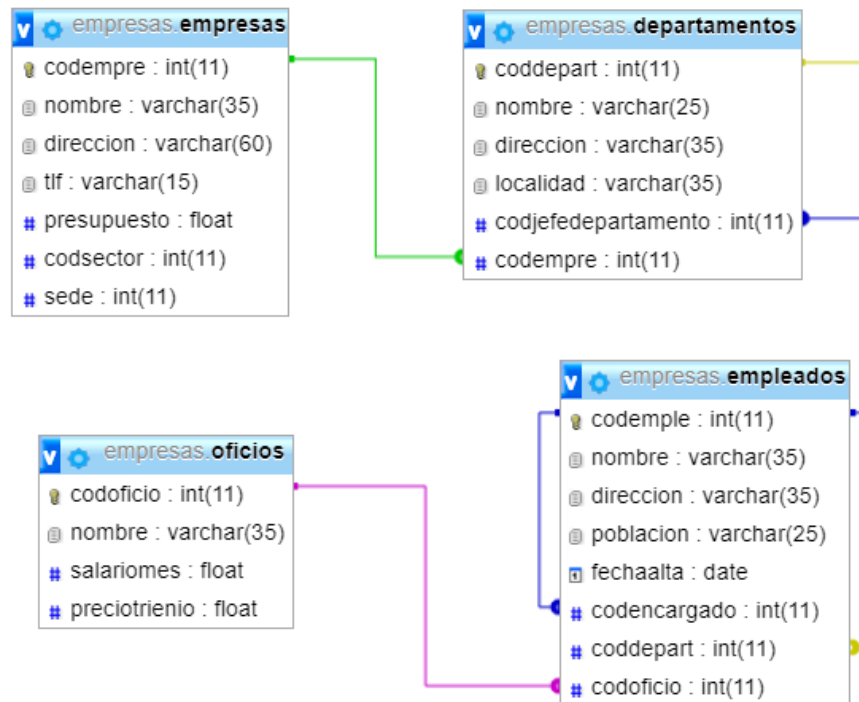 v empresas.empresas
codempre : int(11)
nombre : varchar(35)
direccion : varchar(60)
tlf : varchar(15)
# presupuesto : float
# codsector : int(11)
# sede : int(11)
v empresas.departamentos
coddepart : int(11)
nombre : varchar(25)
direccion : varchar(35)
localidad : varchar(35)
# codjefedepartamento : int(11)
# codempre : int(11)
v empresas.oficios
codoficio : int(11)
nombre : varchar(35)
# salariomes : float
# preciotrienio : float
v empresas.empleados
codemple : int(11)
nombre : varchar(35)
direccion : varchar(35)
poblacion : varchar(25)
fechaalta : date
# codencargado : int(11)
# coddepart : int(11)
# codoficio : int(11)